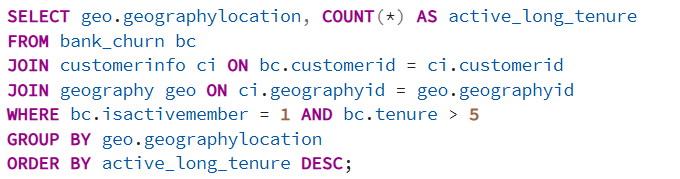 SELECT geo.geographylocation, COUNT(*) AS active_long_tenure
FROM bank_churn bc
JOIN customerinfo ci ON bc.customerid = ci.customerid
JOIN geography geo ON ci.geographyid = geo.geographyid
WHERE bc.isactivemember = 1 AND bc.tenure > 5
GROUP BY geo.geographylocation
ORDER BY active_long_tenure DESC;